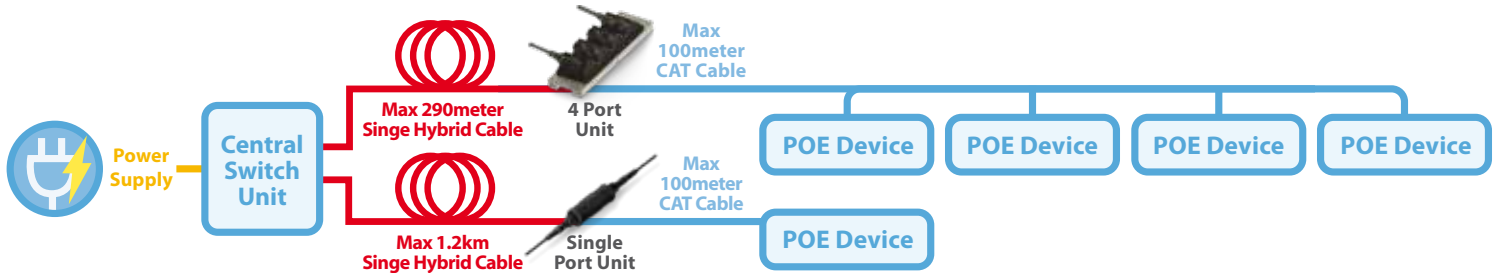 Power
Supply
Central
Switch
Unit
Max 290meter
Singe Hybrid Cable
4 Port
Unit
Max
100meter
CAT Cable
POE Device
POE Device
POE Device
POE Device
Max 1.2km
Singe Hybrid Cable
Single
Port Unit
Max
100meter
CAT Cable
POE Device